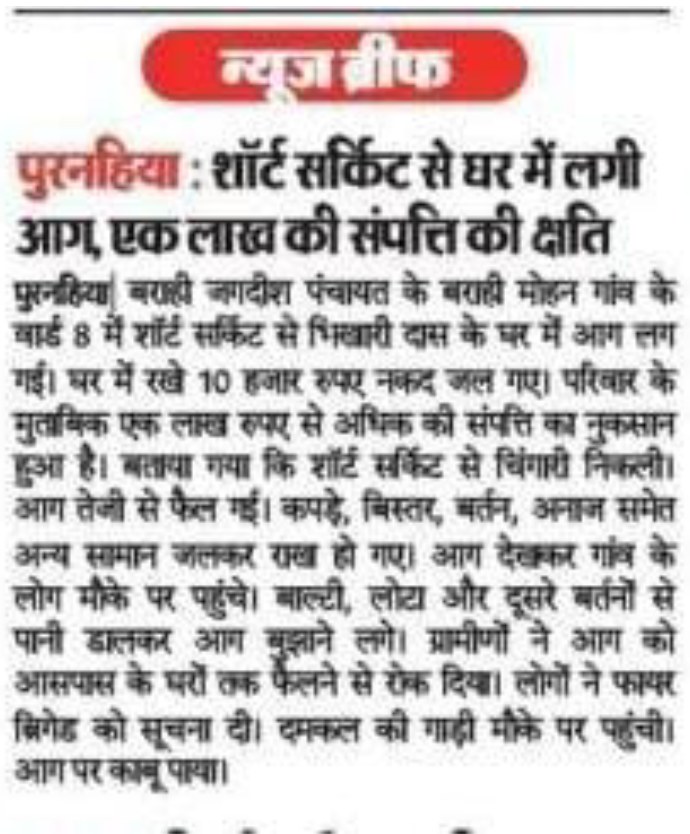 न्यूज ब्रीफ
पुरनहिया : शॉर्ट सर्किट से घर में लगी
आग, एक लाख की संपत्ति की क्षति
पुरनहिया| बराही जगदीश पंचायत के बराही मोहन गांव के
वार्ड 8 में शॉर्ट सर्किट से भिखारी दास के घर में आग लग
गई। घर में रखे 10 हजार रुपए नकद जल गए। परिवार के
मुताबिक एक लाख रुपए से अधिक की संपत्ति का नुकसान
हुआ है। बताया गया कि शॉर्ट सर्किट से चिंगारी निकली।
आग तेजी से फैल गई। कपड़े, बिस्तर, बर्तन, अनाज समेत
अन्य सामान जलकर राख हो गए। आग देखकर गांव के
लोग मौके पर पहुंचे। बाल्टी, लोटा और दूसरे बर्तनों से
पानी डालकर आग बुझाने लगे। ग्रामीणों ने आग को
आसपास के घरों तक फैलने से रोक दिया। लोगों ने फायर
ब्रिगेड को सूचना दी। दमकल की गाड़ी मौके पर पहुंची।
आग पर काबू पाया।